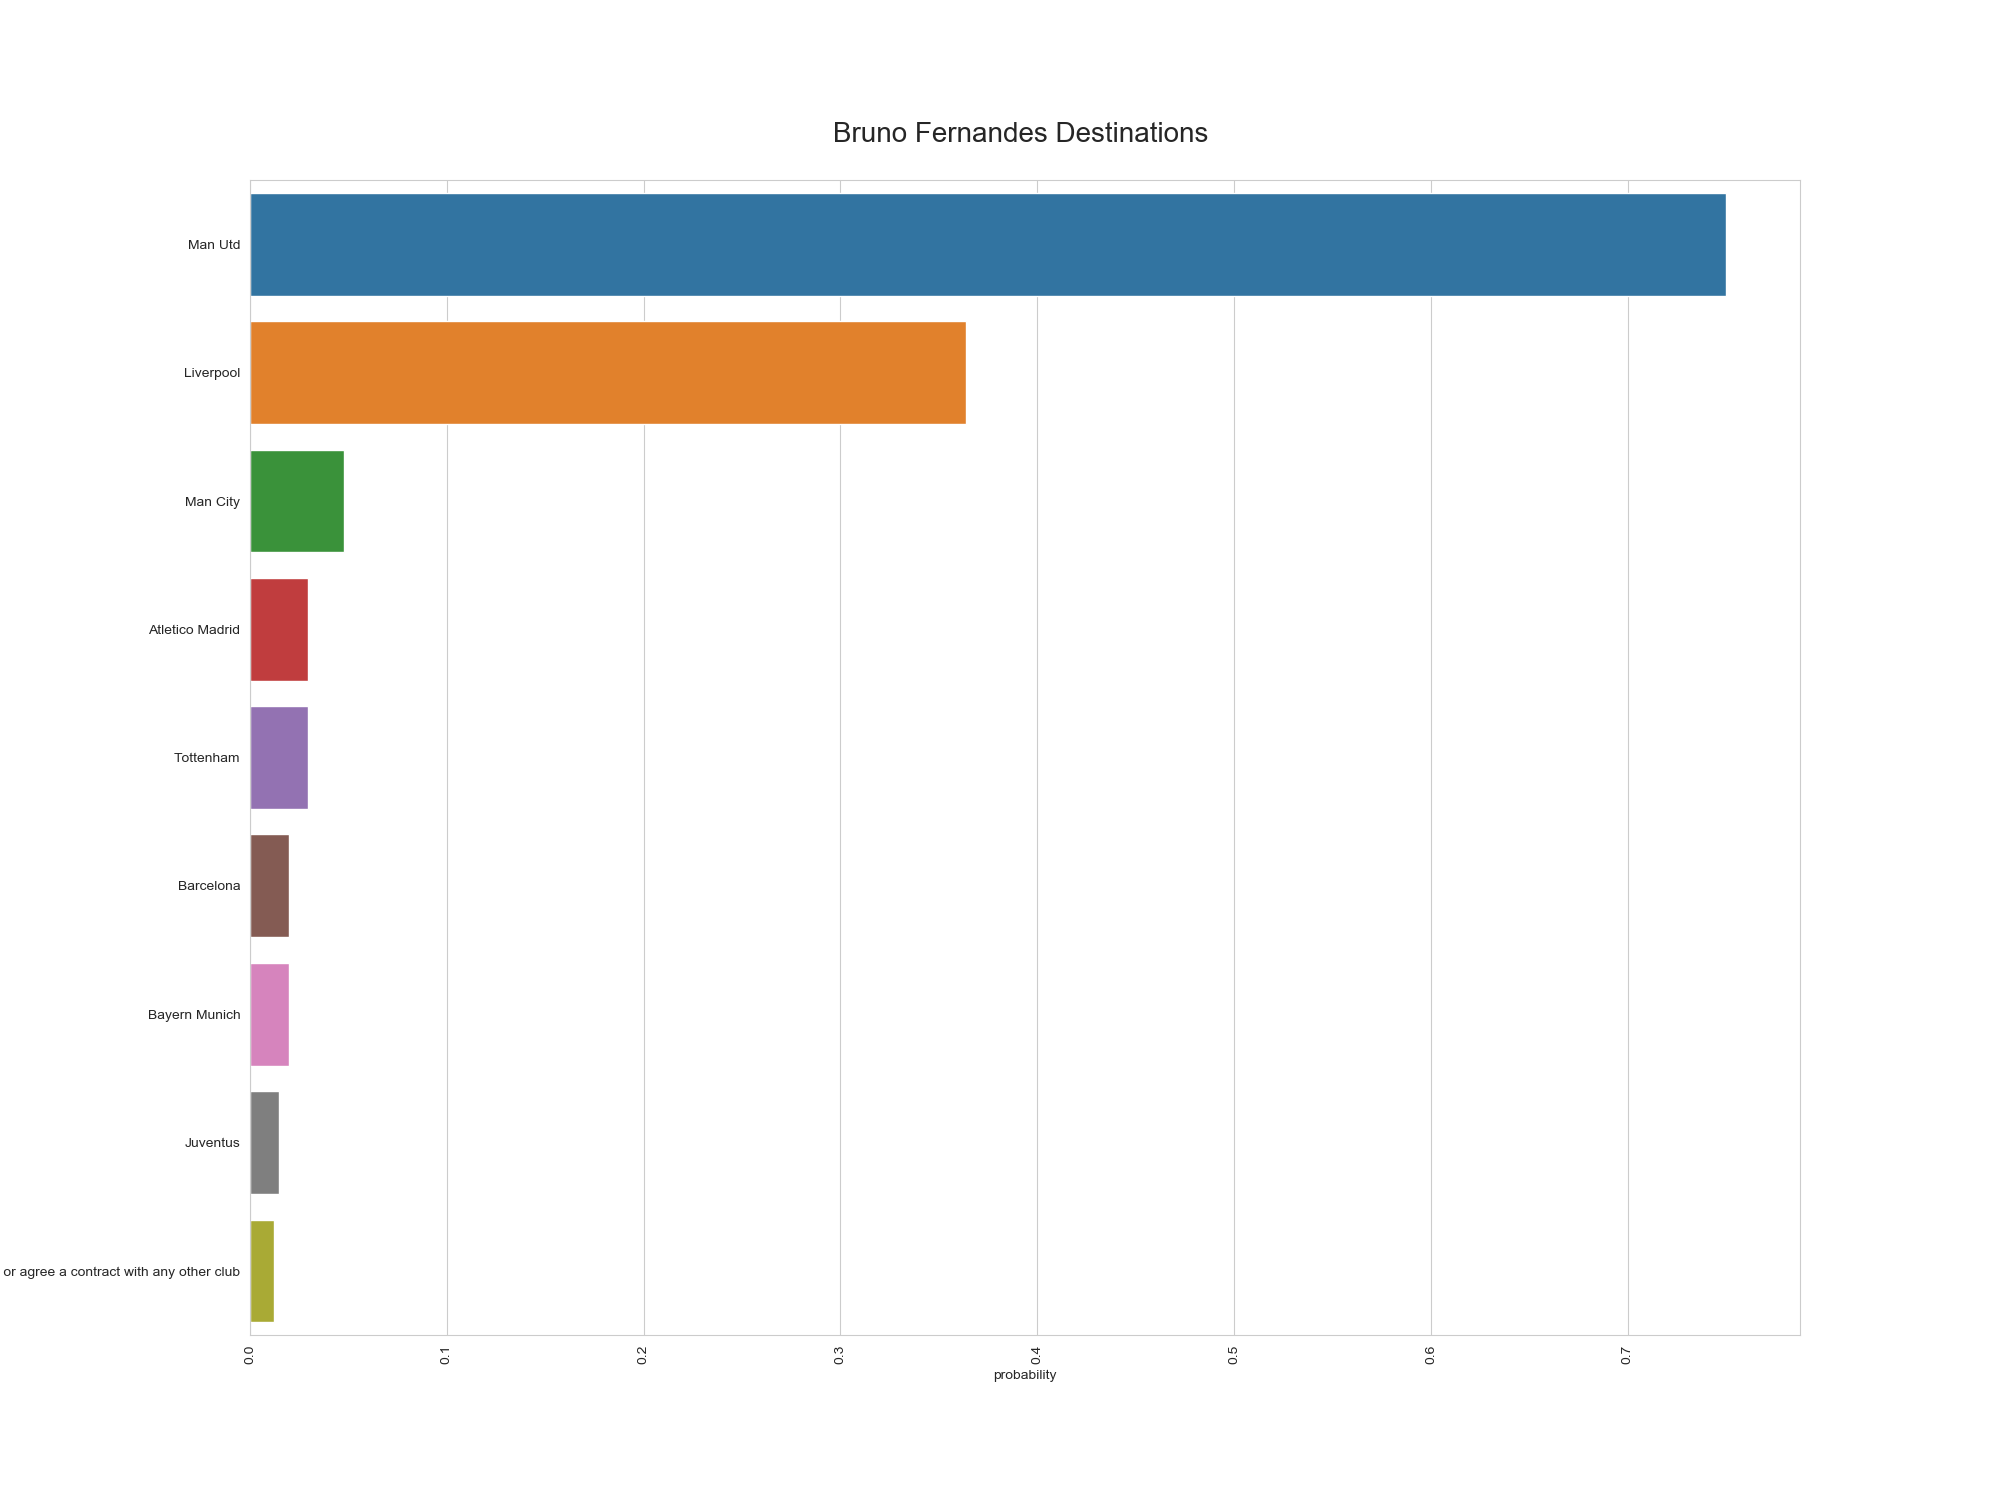 Bruno Fernandes Destinations
Man Utd
Liverpool
Man City
Atletico Madrid
Tottenham
Barcelona
Bayern Munich
Juventus
or agree a contract with any other club
0.0
0.1
0.2
0.3
0.4
0.5
0.6
0.7
probability